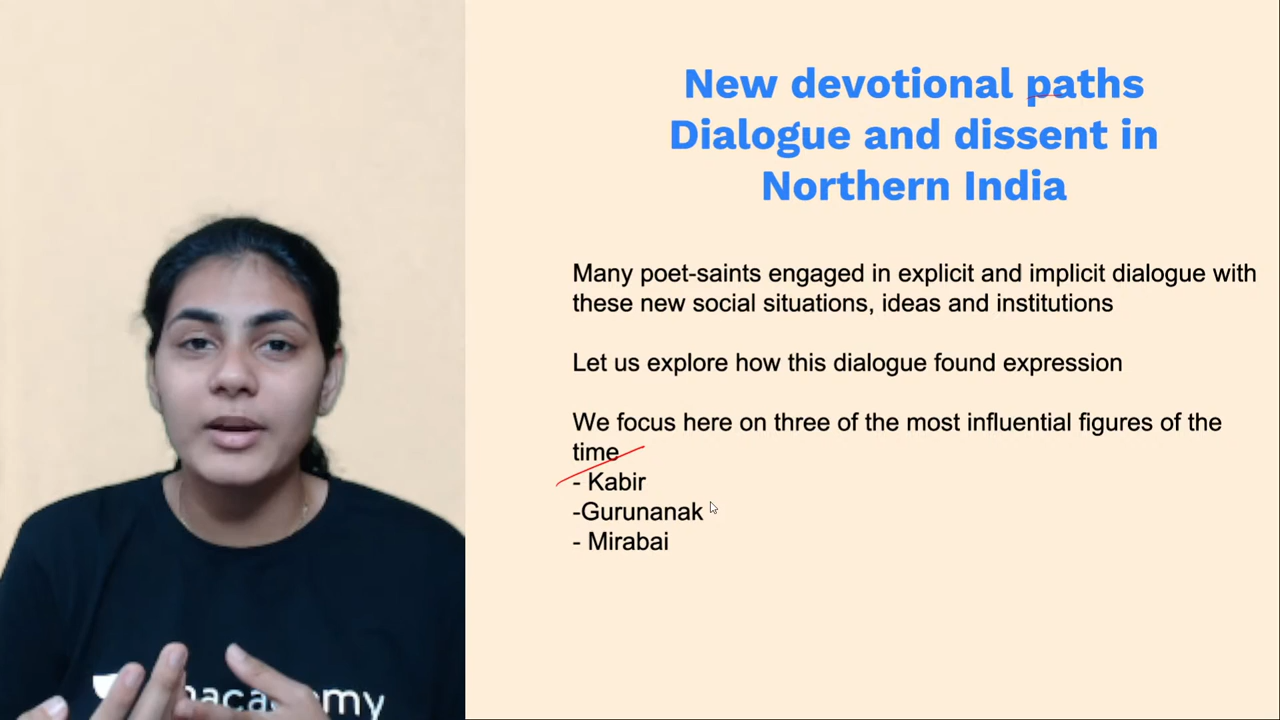 New devotional paths
Dialogue and dissent in
Northern India
Many poet-saints engaged in explicit and implicit dialogue with
these new social situations, ideas and institutions
Let us explore how this dialogue found expression
We focus here on three of the most influential figures of the
time
- Kabir
-Gurunanak
- Mirabai